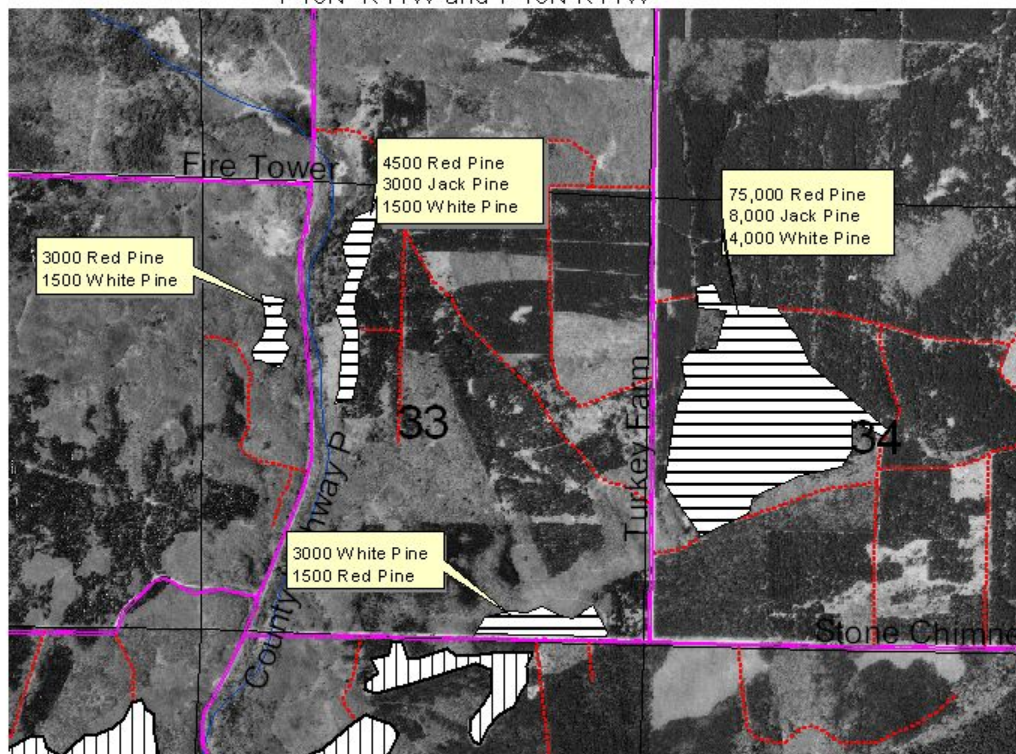 Fire Tower
4500 Red Pine
3000 Jack Pine
1500 White Pine
75,000 Red Pine
8,000 Jack Pine
4,000 White Pine
3000 Red Pine
1500 White Pine
33
34
Turkey Farm
County hway P
3000 White Pine
1500 Red Pine
Stone Chimne